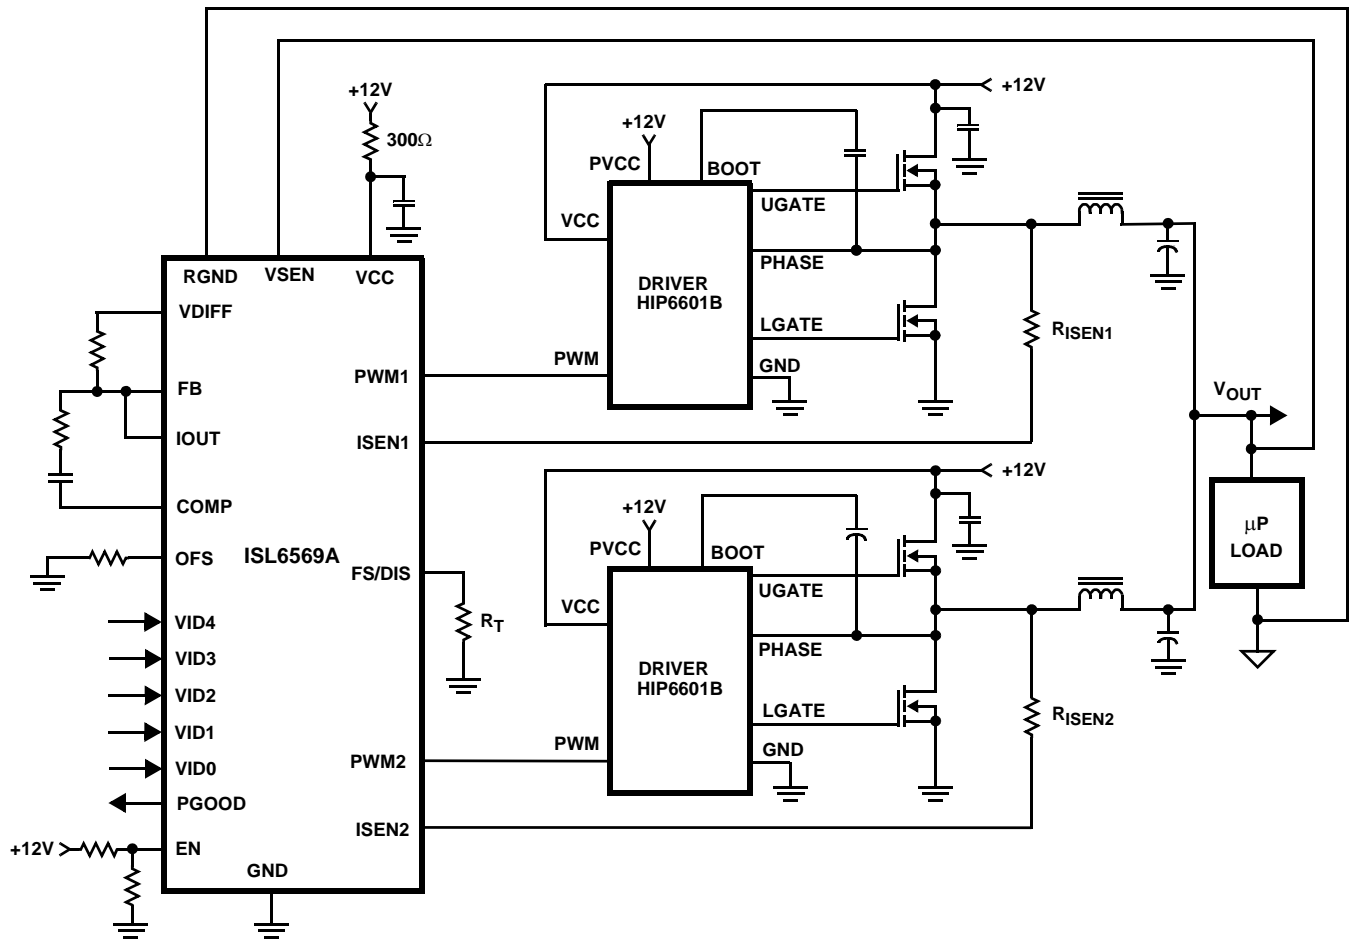 +12V
300Ω
+12V
+12V
PVCC
BOOT
UGATE
VCC
PHASE
DRIVER
HIP6601B
LGATE
GND
PWM
RISEN1
RGND
VSEN
VCC
VDIFF
FB
IOUT
COMP
OFS
ISL6569A
VID4
VID3
VID2
VID1
VID0
PGOOD
+12V
EN
GND
PWM1
ISEN1
FS/DIS
RT
PWM2
ISEN2
+12V
+12V
PVCC
BOOT
UGATE
VCC
PHASE
DRIVER
HIP6601B
LGATE
GND
PWM
RISEN2
VOUT
µP
LOAD